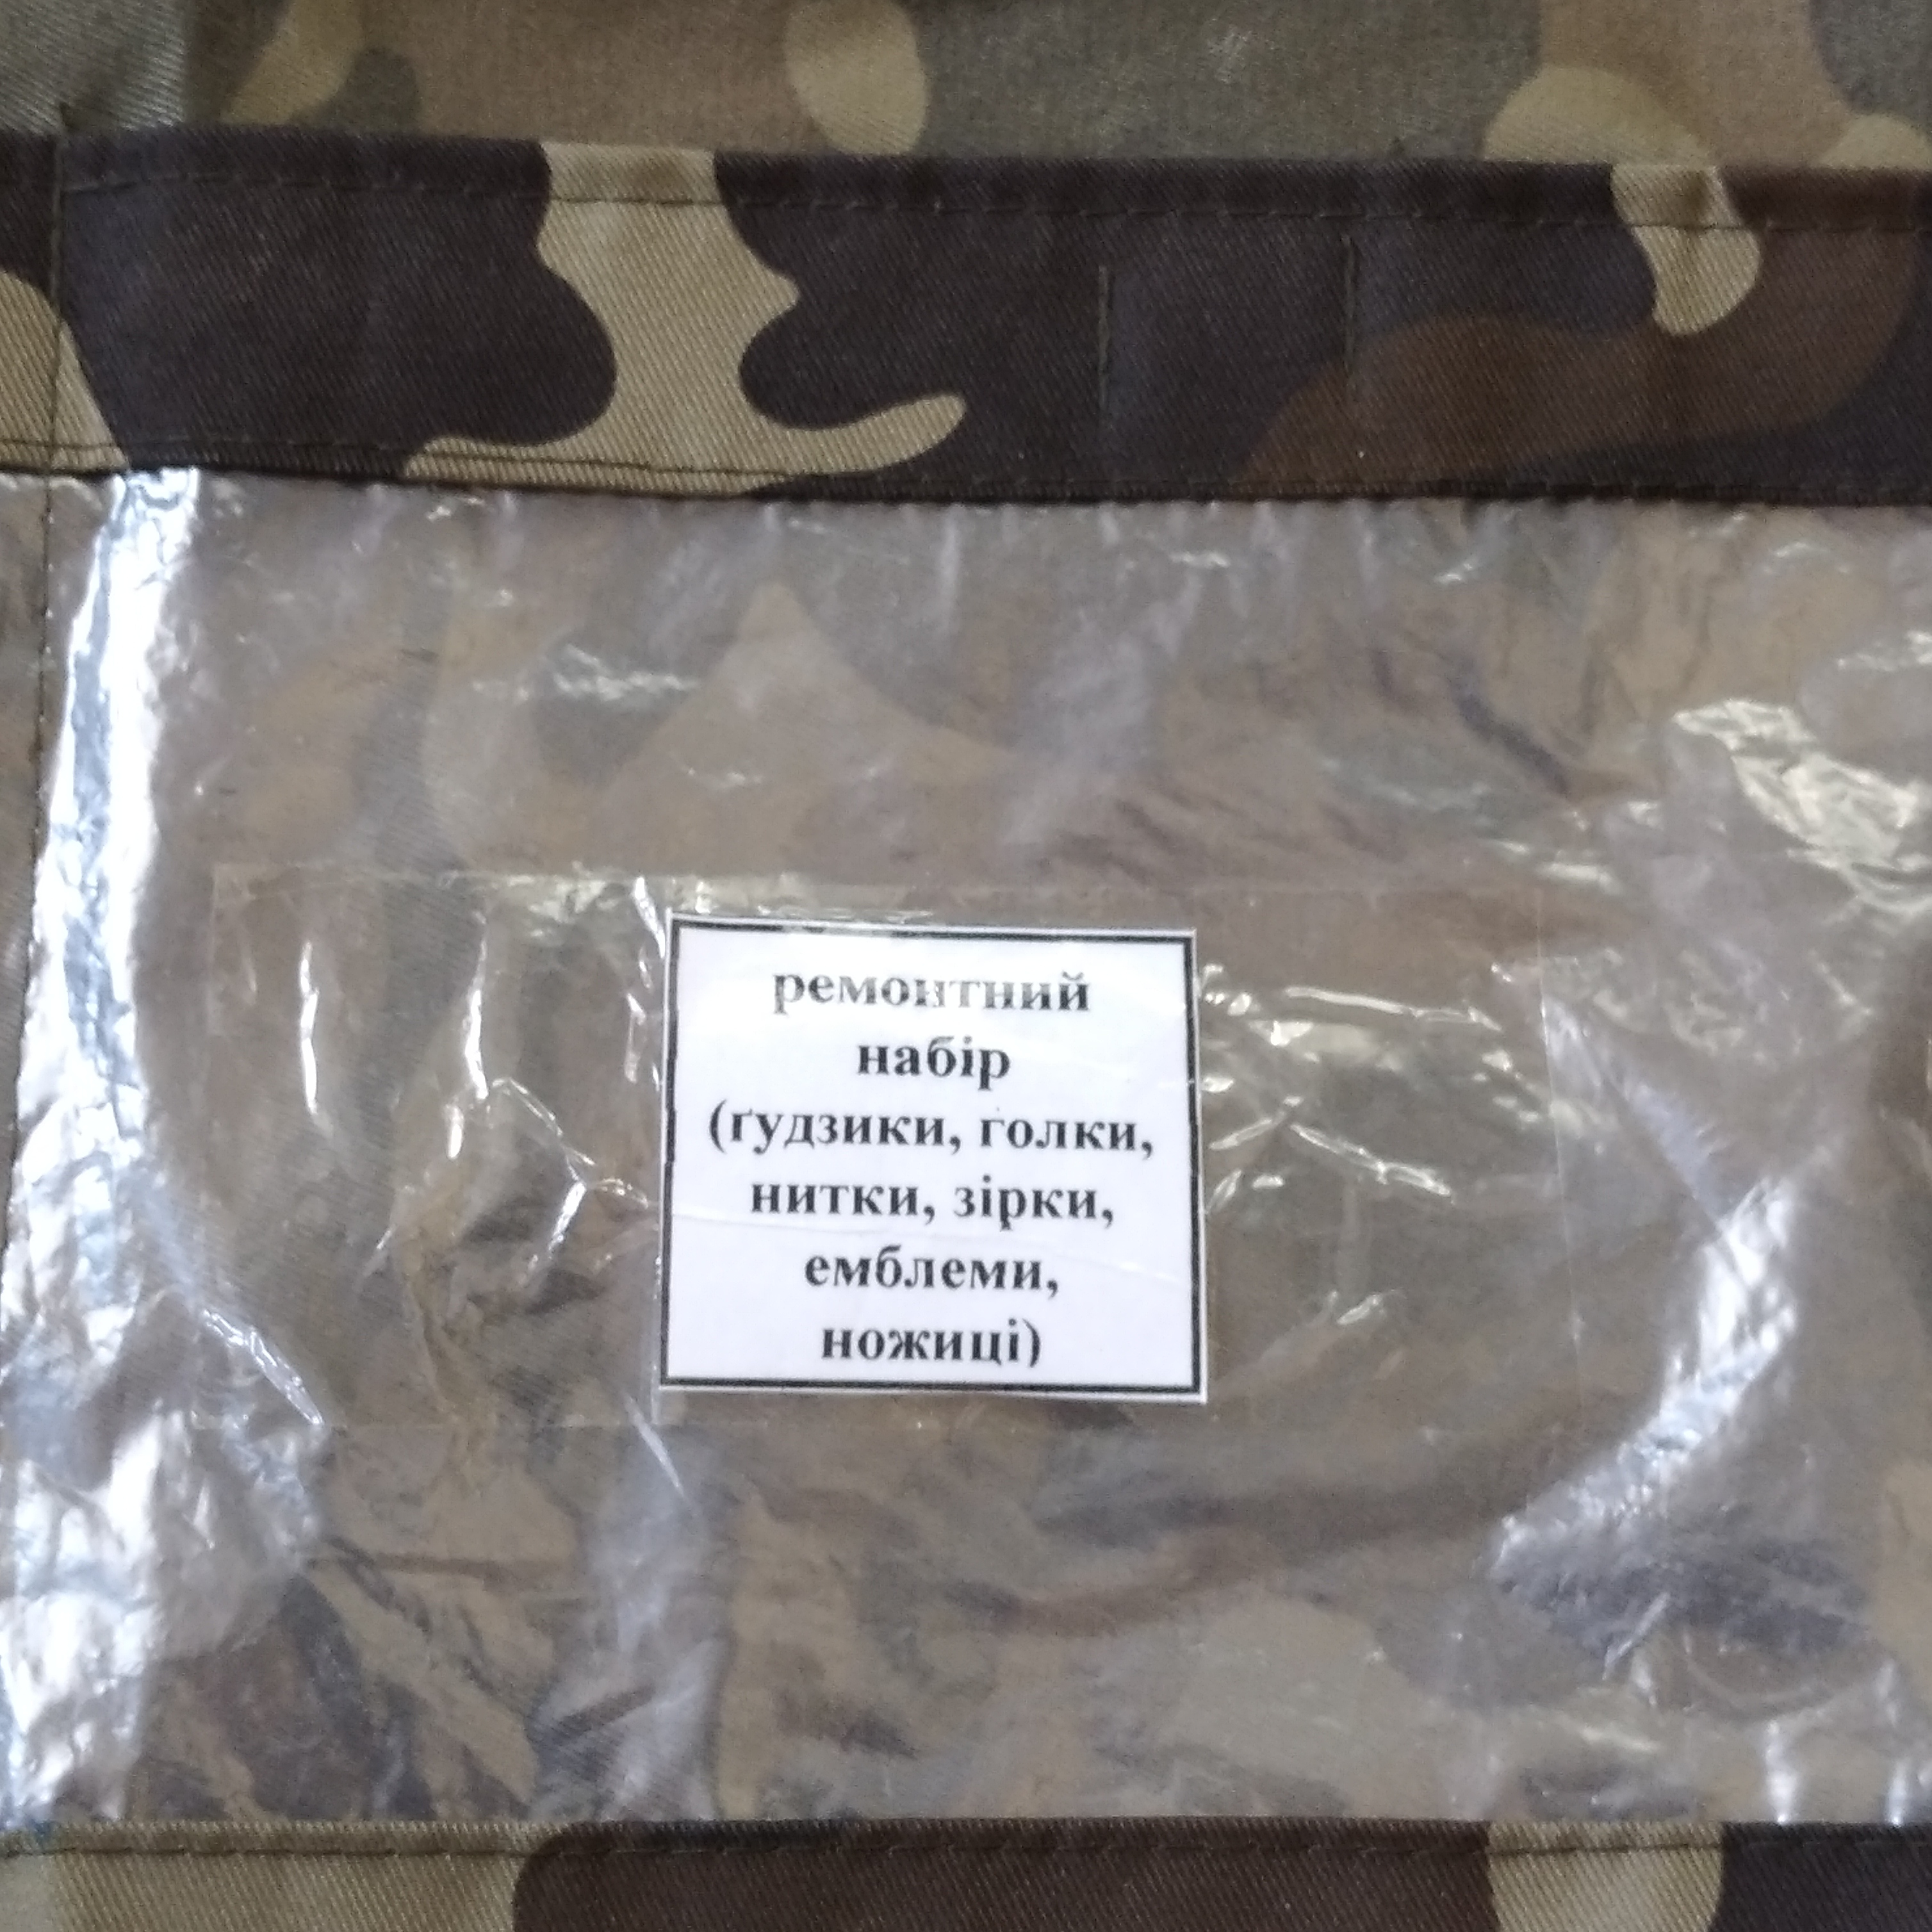 ремонтний
набір
(ґудзики, голки,
нитки, зірки,
емблеми,
ножиці)